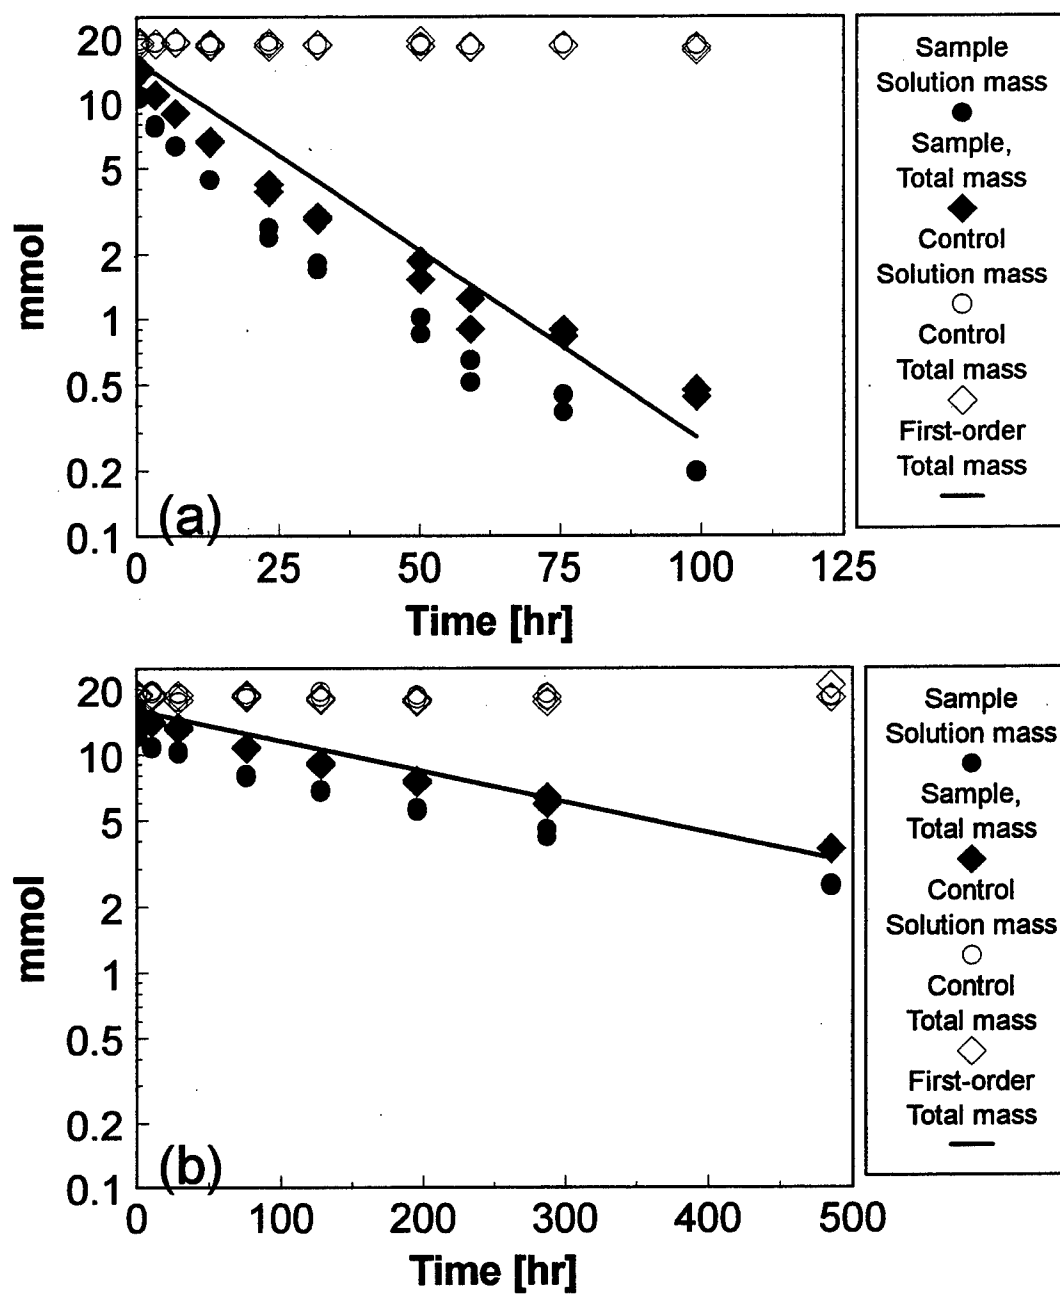 20
10
5
2
1
0.5
0.2
0.1
mmol
(a)
0 25 50 75 100 125
Time [hr]
Sample
Solution mass
Sample,
Total mass
Control
Solution mass
Control
Total mass
First-order
Total mass
20
10
5
2
1
0.5
0.2
0.1
mmol
(b)
0 100 200 300 400 500
Time [hr]
Sample
Solution mass
Sample,
Total mass
Control
Solution mass
Control
Total mass
First-order
Total mass